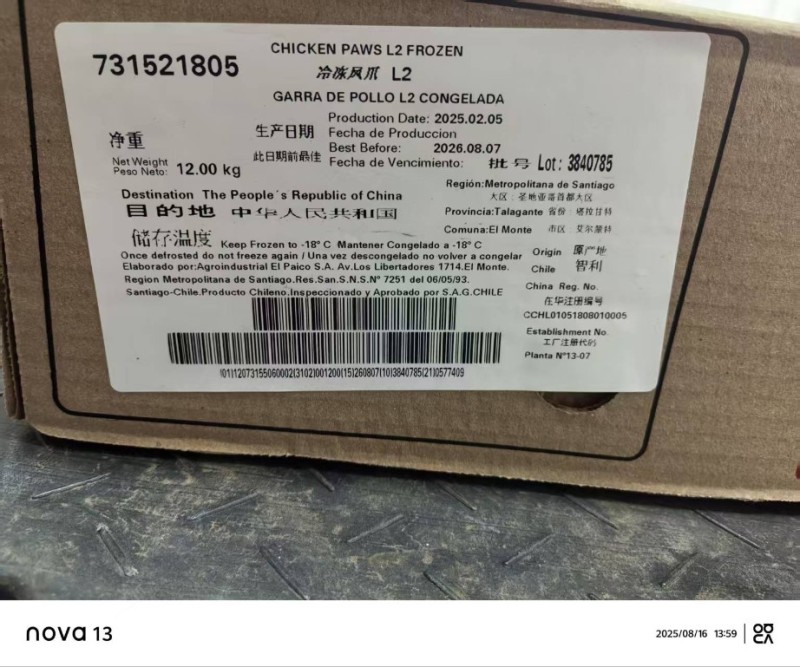 CHICKEN PAWS L2 FROZEN
731521805
冷冻凤爪 L2
GARRA DE POLLO L2 CONGELADA
净重
Net Weight
Peso Neto: 12.00 kg
生产日期
Production Date: 2025.02.05
Fecha de Produccion
此日期前最佳
Best Before: 2026.08.07
Fecha de Vencimiento:
批号 Lot: 3840785
Destination The People´s Republic of China
目的地 中华人民共和国
Región:Metropolitana de Santiago
大区:圣地亚哥首都大区
Provincia:Talagante 省份:塔拉甘特
Comuna:El Monte 市区 艾尔蒙特
储存温度 Keep Frozen to -18° C Mantener Congelado a -18° C
Once defrosted do not freeze again / Una vez descongelado no volver a congelar
Elaborado por:Agroindustrial El Paico S.A. Av.Los Libertadores 1714.El Monte.
Region Metropolitana de Santiago.Res.San.S.N.S.N° 7251 del 06/05/93.
Santiago-Chile.Producto Chileno.Inspeccionado y Aprobado por S.A.G.CHILE
Origin 原产地
Chile 智利
China Reg. No.
在华注册编号
CCHL01051808010005
Establishment No.
工厂注册代码
Planta N°13-07
(01)12073155060002(3102)001200(15)260807(10)3840785(21)0577409
nova 13
2025/08/16 13:59